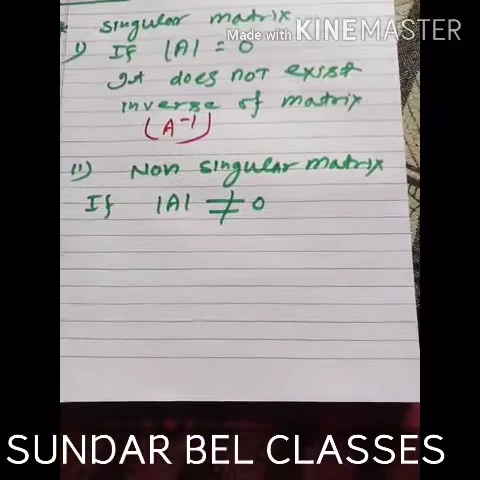 singular matrix
Made with KINEMASTER
i) If |A| = 0
It does not exist
inverse of matrix
(A⁻¹)
(ii) Non singular matrix
If |A| ≠ 0
SUNDAR BEL CLASSES